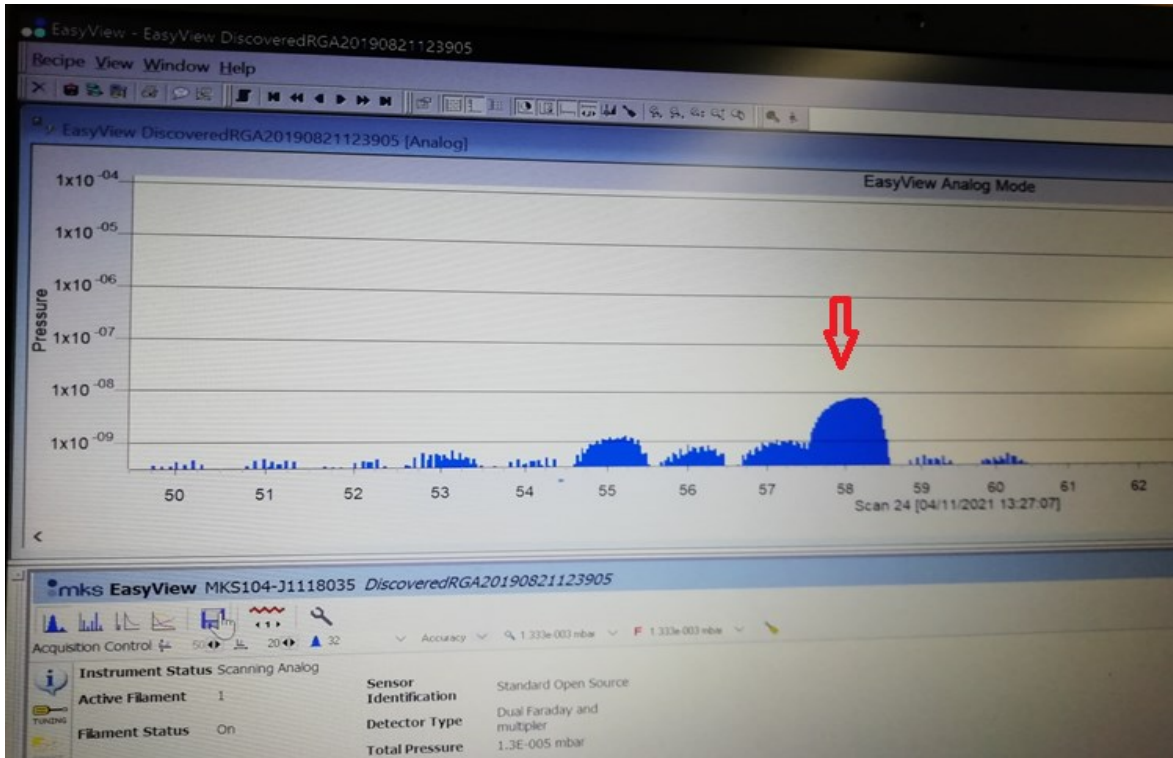 EasyView - EasyView DiscoveredRGA20190821123905
Recipe View Window Help
EasyView DiscoveredRGA20190821123905 [Analog]
EasyView Analog Mode
1x10 -04
1x10 -05
1x10 -06
1x10 -07
1x10 -08
1x10 -09
Pressure
50 51 52 53 54 55 56 57 58 59 60 61 62
Scan 24 [04/11/2021 13:27:07]
mks EasyView MKS104-J1118035 DiscoveredRGA20190821123905
Acquisition Control 50 20 32 Accuracy 1.333e-003 mbar F 1.333e-003 mbar
Instrument Status Scanning Analog
Active Filament 1
Filament Status On
TUNING
Sensor Identification Standard Open Source
Detector Type Dual Faraday and multipler
Total Pressure 1.3E-005 mbar